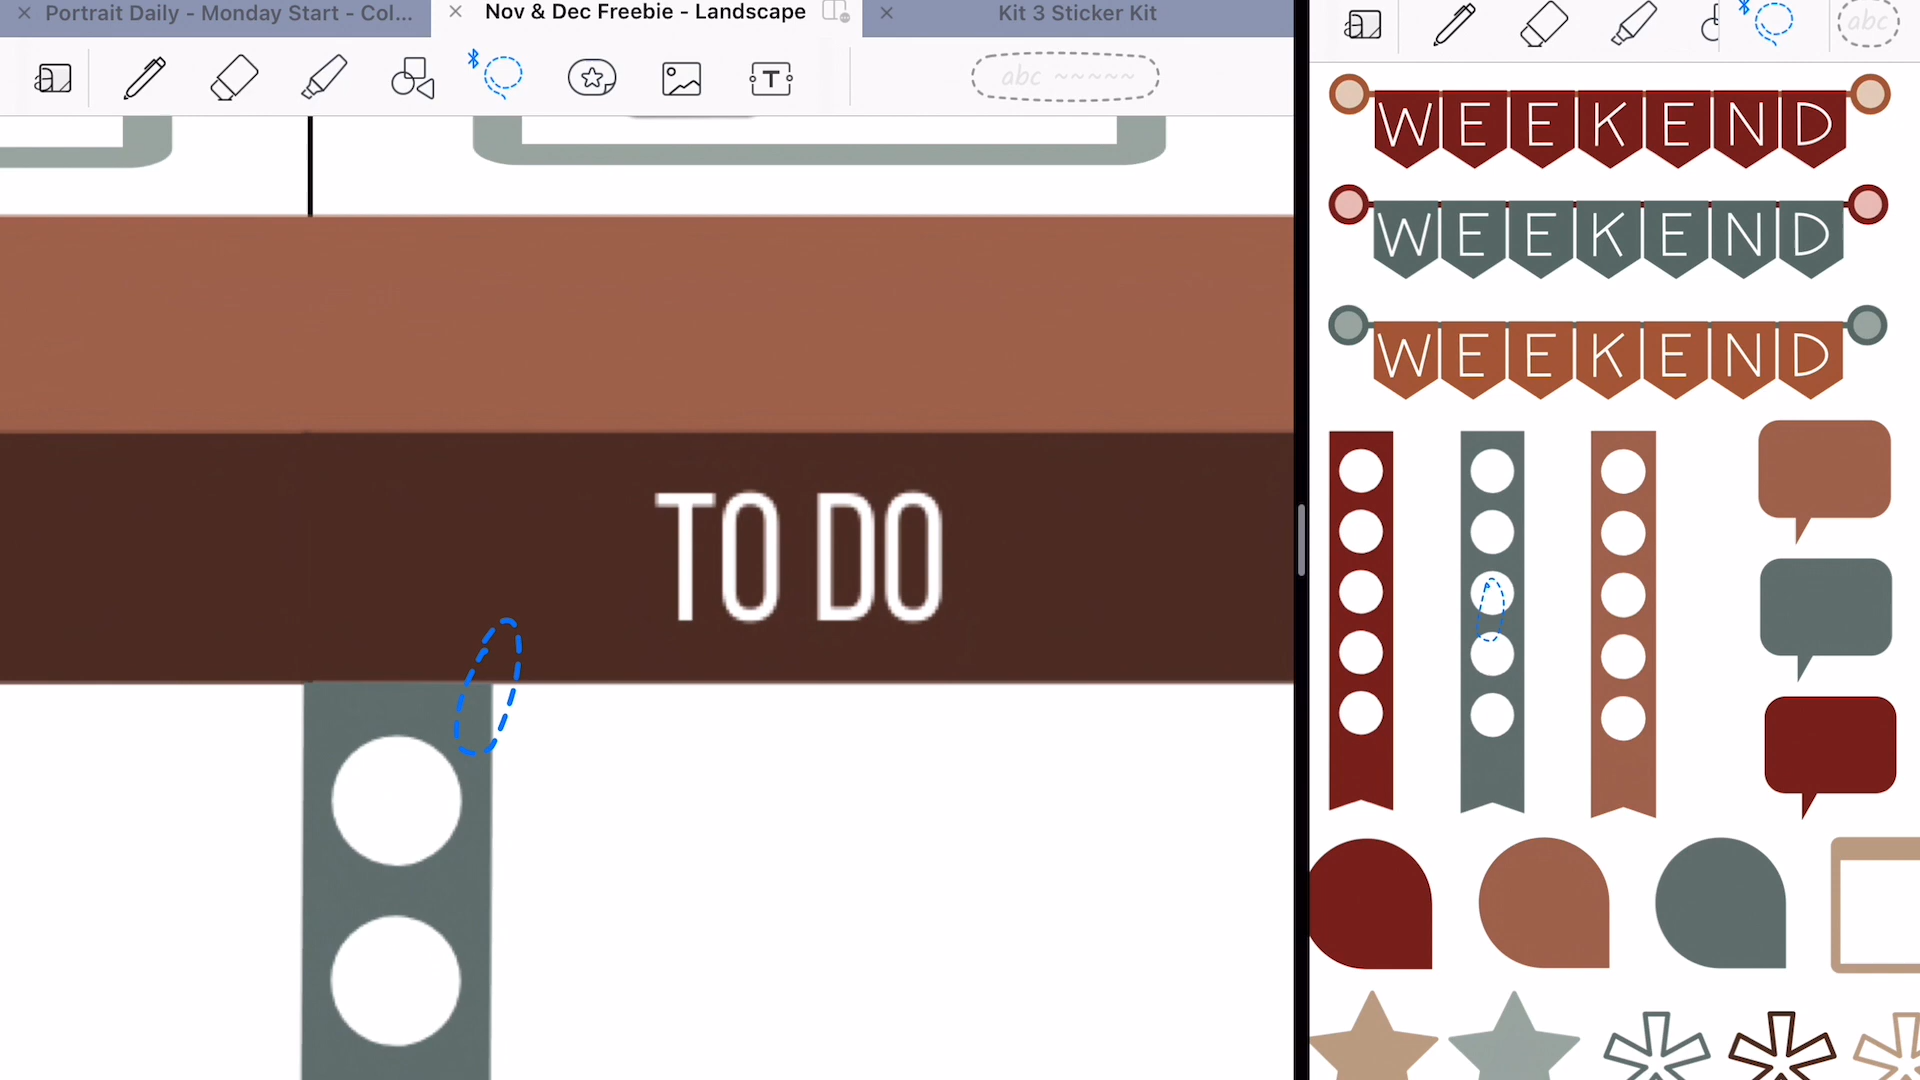 Portrait Daily - Monday Start - Col...
Nov & Dec Freebie - Landscape
Kit 3 Sticker Kit
a
T
abc
a
abc
WEEKEND
WEEKEND
WEEKEND
TO DO